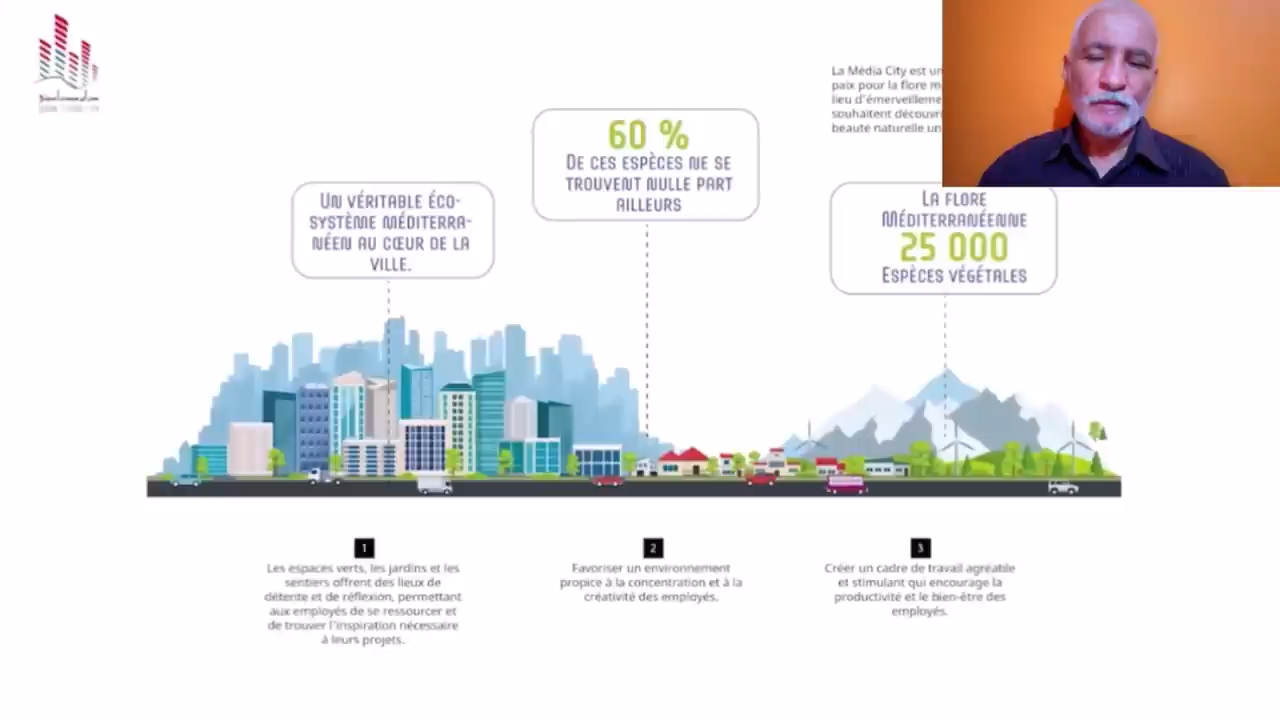 La Média City est un
paix pour la flore m
lieu d'émerveilleme
souhaitent découvri
beauté naturelle un
60 %
DE CES ESPÈCES NE SE
TROUVENT NULLE PART
AILLEURS
UN VÉRITABLE ÉCO-
SYSTÈME MÉDITERRA-
NÉEN AU CŒUR DE LA
VILLE.
LA FLORE
MÉDITERRANÉENNE
25 000
ESPÈCES VÉGÉTALES
1
Les espaces verts, les jardins et les
sentiers offrent des lieux de
détente et de réflexion, permettant
aux employés de se ressourcer et
de trouver l'inspiration nécessaire
à leurs projets.
2
Favoriser un environnement
propice à la concentration et à la
créativité des employés.
3
Créer un cadre de travail agréable
et stimulant qui encourage la
productivité et le bien-être des
employés.